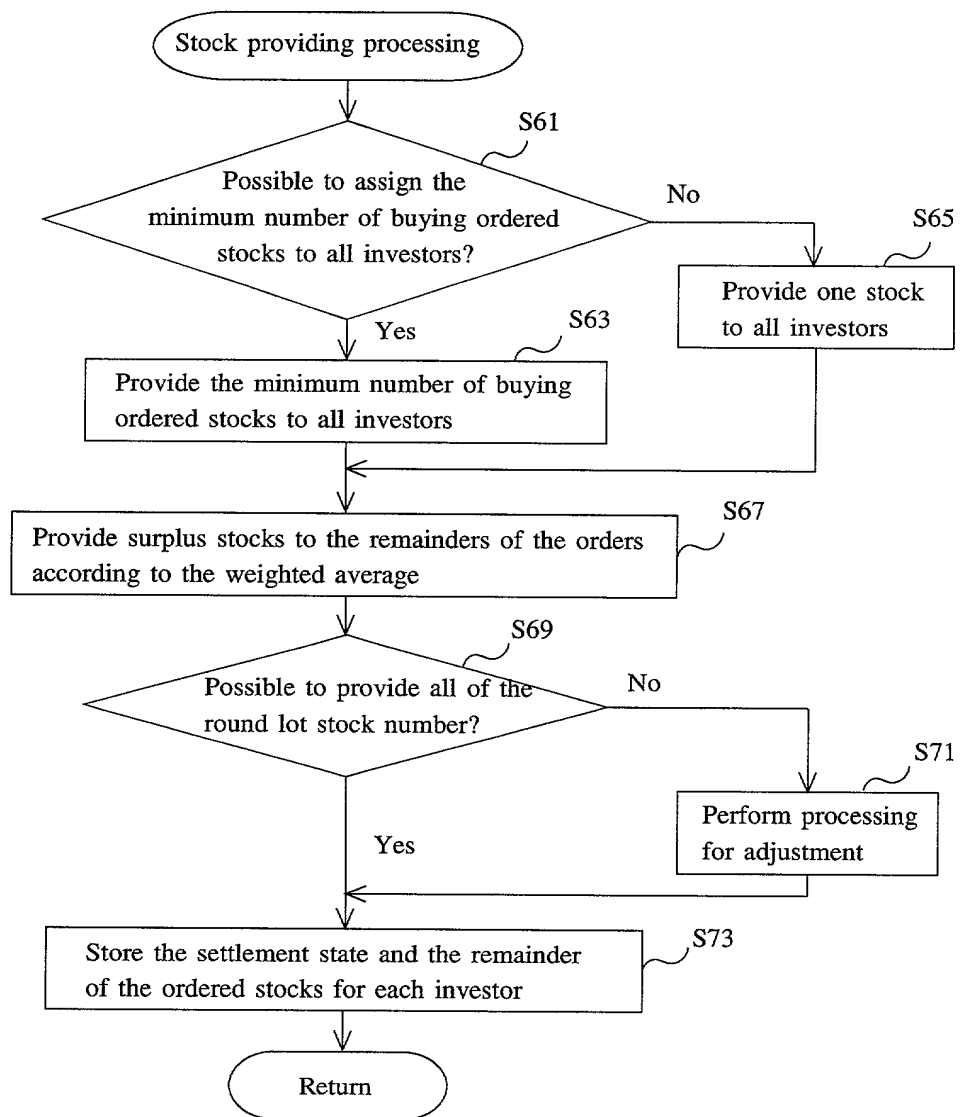 Stock providing processing
S61
Possible to assign the
minimum number of buying ordered
stocks to all investors?
No
S65
Provide one stock
to all investors
Yes
S63
Provide the minimum number of buying
ordered stocks to all investors
S67
Provide surplus stocks to the remainders of the orders
according to the weighted average
S69
Possible to provide all of the
round lot stock number?
No
S71
Perform processing
for adjustment
Yes
S73
Store the settlement state and the remainder
of the ordered stocks for each investor
Return